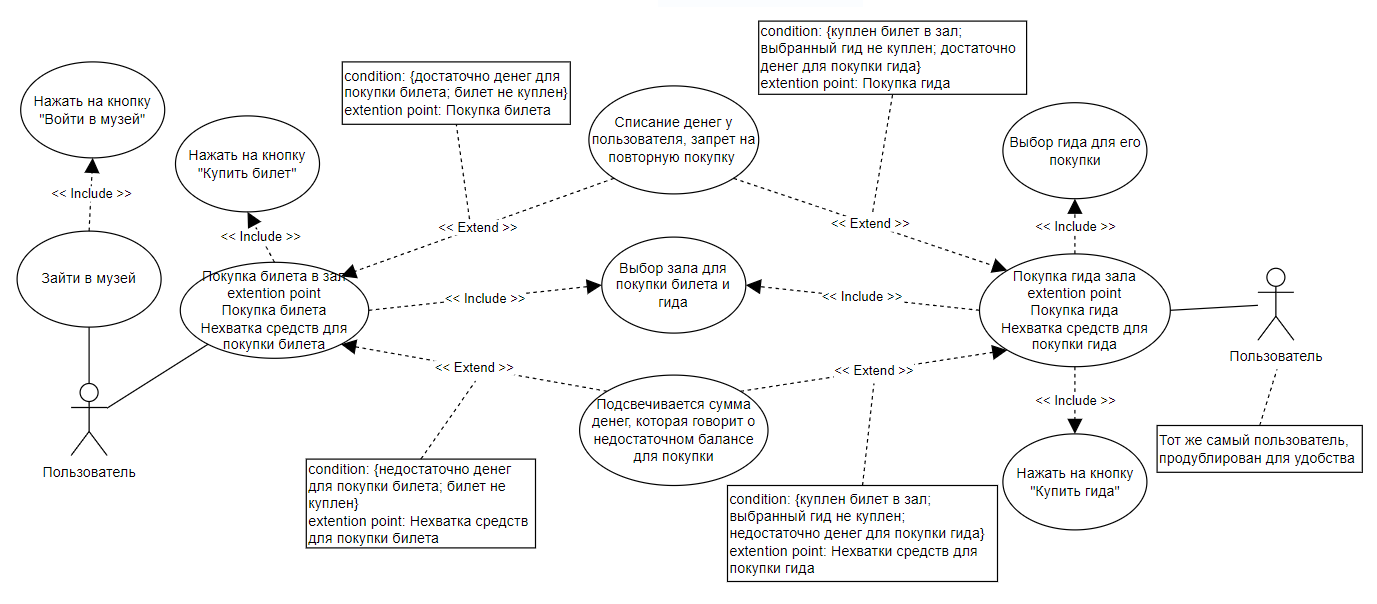 condition: {куплен билет в зал;
выбранный гид не куплен; достаточно
денег для покупки гида}
extention point: Покупка гида
condition: {достаточно денег для
покупки билета; билет не куплен}
extention point: Покупка билета
Нажать на кнопку
"Войти в музей"
Списание денег у
пользователя, запрет на
повторную покупку
Выбор гида для его
покупки
Нажать на кнопку
"Купить билет"
<< Include >>
<< Include >>
<< Extend >>
<< Extend >>
<< Include >>
Зайти в музей
Покупка билета в зал
extention point
Покупка билета
Нехватка средств для
покупки билета
<< Include >>
Выбор зала для
покупки билета и
гида
<< Include >>
Покупка гида зала
extention point
Покупка гида
Нехватка средств для
покупки гида
Пользователь
<< Extend >>
<< Extend >>
<< Include >>
Подсвечивается сумма
денег, которая говорит о
недостаточном балансе
для покупки
Пользователь
Тот же самый пользователь,
продублирован для удобства
condition: {недостаточно денег
для покупки билета; билет не
куплен}
extention point: Нехватка средств
для покупки билета
Нажать на кнопку
"Купить гида"
condition: {куплен билет в зал;
выбранный гид не куплен;
недостаточно денег для покупки гида}
extention point: Нехватки средств для
покупки гида